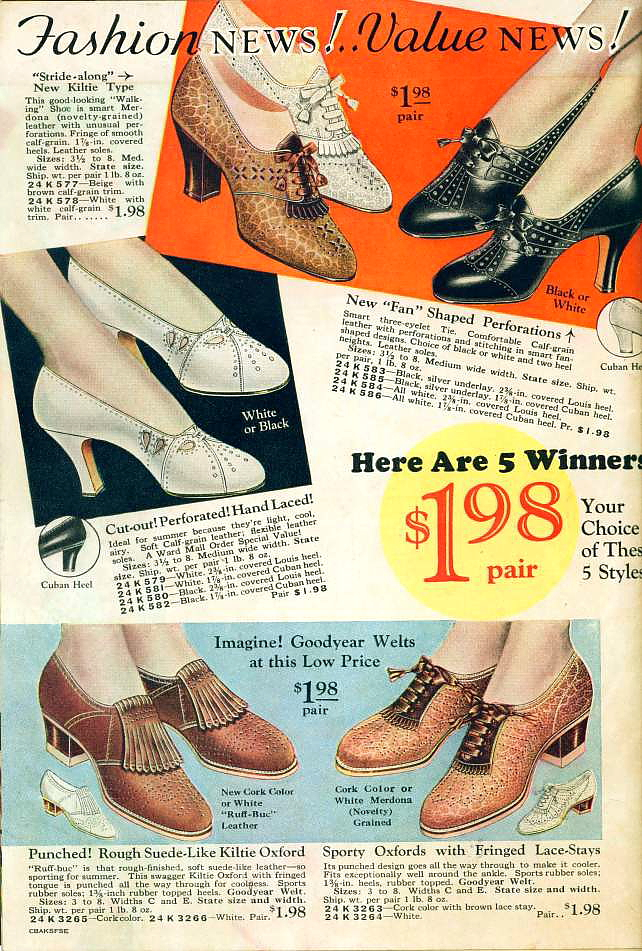 Fashion NEWS!..Value NEWS!
"Stride-along" →
New Kiltie Type
This good-looking "Walk-
ing" Shoe is smart Mer-
dona (novelty-grained)
leather with unusual per-
forations. Fringe of smooth
calf-grain. 1⅞-in. covered
heels. Leather soles.
Sizes: 3½ to 8. Med.
wide width. State size.
Ship. wt. per pair 1 lb. 8 oz.
24 K 577—Beige with
brown calf-grain trim.
24 K 578—White with
white calf-grain $1.98
trim. Pair......
$1.98
pair
Black or
White
New "Fan" Shaped Perforations ↑
Smart three-eyelet Tie. Comfortable Calf-grain
leather with perforations and stitching in smart fan-
shaped designs. Choice of black or white and two heel
heights. Leather soles.
Sizes: 3½ to 8. Medium wide width. State size. Ship. wt.
per pair, 1 lb. 8 oz.
24 K 583—Black, silver underlay. 2⅜-in. covered Louis heel.
24 K 585—Black, silver underlay. 1⅞-in. covered Cuban heel.
24 K 584—All white. 2⅜-in. covered Louis heel.
24 K 586—All white. 1⅞-in. covered Cuban heel. Pr. $1.98
Cuban He
White
or Black
Cut-out! Perforated! Hand Laced!
Ideal for summer because they're light, cool,
airy. Soft Calf-grain leather; flexible leather
soles. A Ward Mail Order Special Value!
Sizes: 3½ to 8. Medium wide width. State
size. Ship. wt. per pair 1 lb. 8 oz.
24 K 579—White. 2⅜-in. covered Louis heel.
24 K 581—White. 1⅞-in. covered Cuban heel.
24 K 580—Black. 2⅜-in. covered Louis heel.
24 K 582—Black. 1⅞-in. covered Cuban heel.
Pair $1.98
Cuban Heel
Here Are 5 Winners
$1.98
pair
Your
Choice
of Thes
5 Styles
Imagine! Goodyear Welts
at this Low Price
$1.98
pair
New Cork Color
or White
"Ruff-Buc"
Leather
Cork Color or
White Merdona
(Novelty)
Grained
Punched! Rough Suede-Like Kiltie Oxford
"Ruff-buc" is that rough-finished, soft suede-like leather—so
sporting for summer. This swagger Kiltie Oxford with fringed
tongue is punched all the way through for coolness. Sports
rubber soles; 1⅜-inch rubber topped heels. Goodyear Welt.
Sizes: 3 to 8. Widths C and E. State size and width.
Ship. wt. per pair 1 lb. 8 oz.
24 K 3265—Cork color. 24 K 3266—White. Pair. $1.98
CBAKSFSE
Sporty Oxfords with Fringed Lace-Stays
Its punched design goes all the way through to make it cooler.
Fits exceptionally well around the ankle. Sports rubber soles;
1⅜-in. heels, rubber topped. Goodyear Welt.
Sizes: 3 to 8. Widths C and E. State size and width.
Ship. wt. per pair 1 lb. 8 oz.
24 K 3263—Cork color with brown lace stay.
24 K 3264—White. Pair.. $1.98